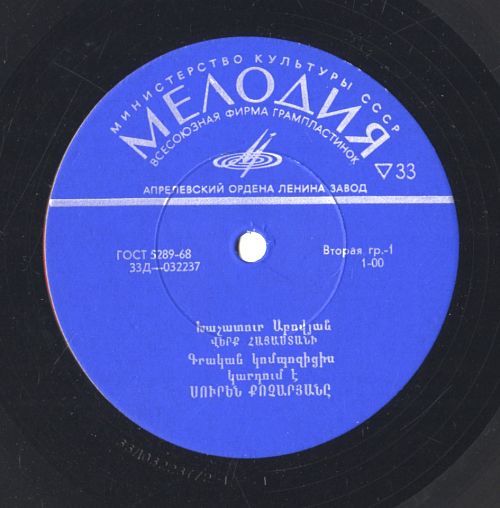 МИНИСТЕРСТВО КУЛЬТУРЫ СССР
МЕЛОДИЯ
ВСЕСОЮЗНАЯ ФИРМА ГРАМПЛАСТИНОК
▽33
АПРЕЛЕВСКИЙ ОРДЕНА ЛЕНИНА ЗАВОД
ГОСТ 5289-68
33Д—032237
Вторая гр.-1
1-00
Խաչատուր Աբովյան
ՎԵՐՔ ՀԱՅԱՍՏԱՆԻ
Գրական կոմպոզիցիա
կարդում է
ՍՈՒՐԵՆ ՔՈՉԱՐՅԱՆԸ